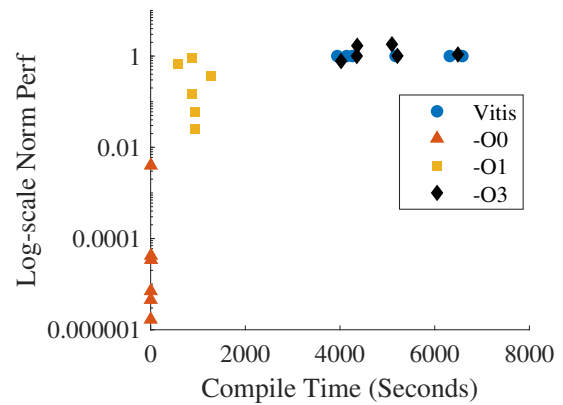 Log-scale Norm Perf
1
0.01
0.0001
0.000001
0
2000
4000
6000
8000
Compile Time (Seconds)
Vitis
-O0
-O1
-O3